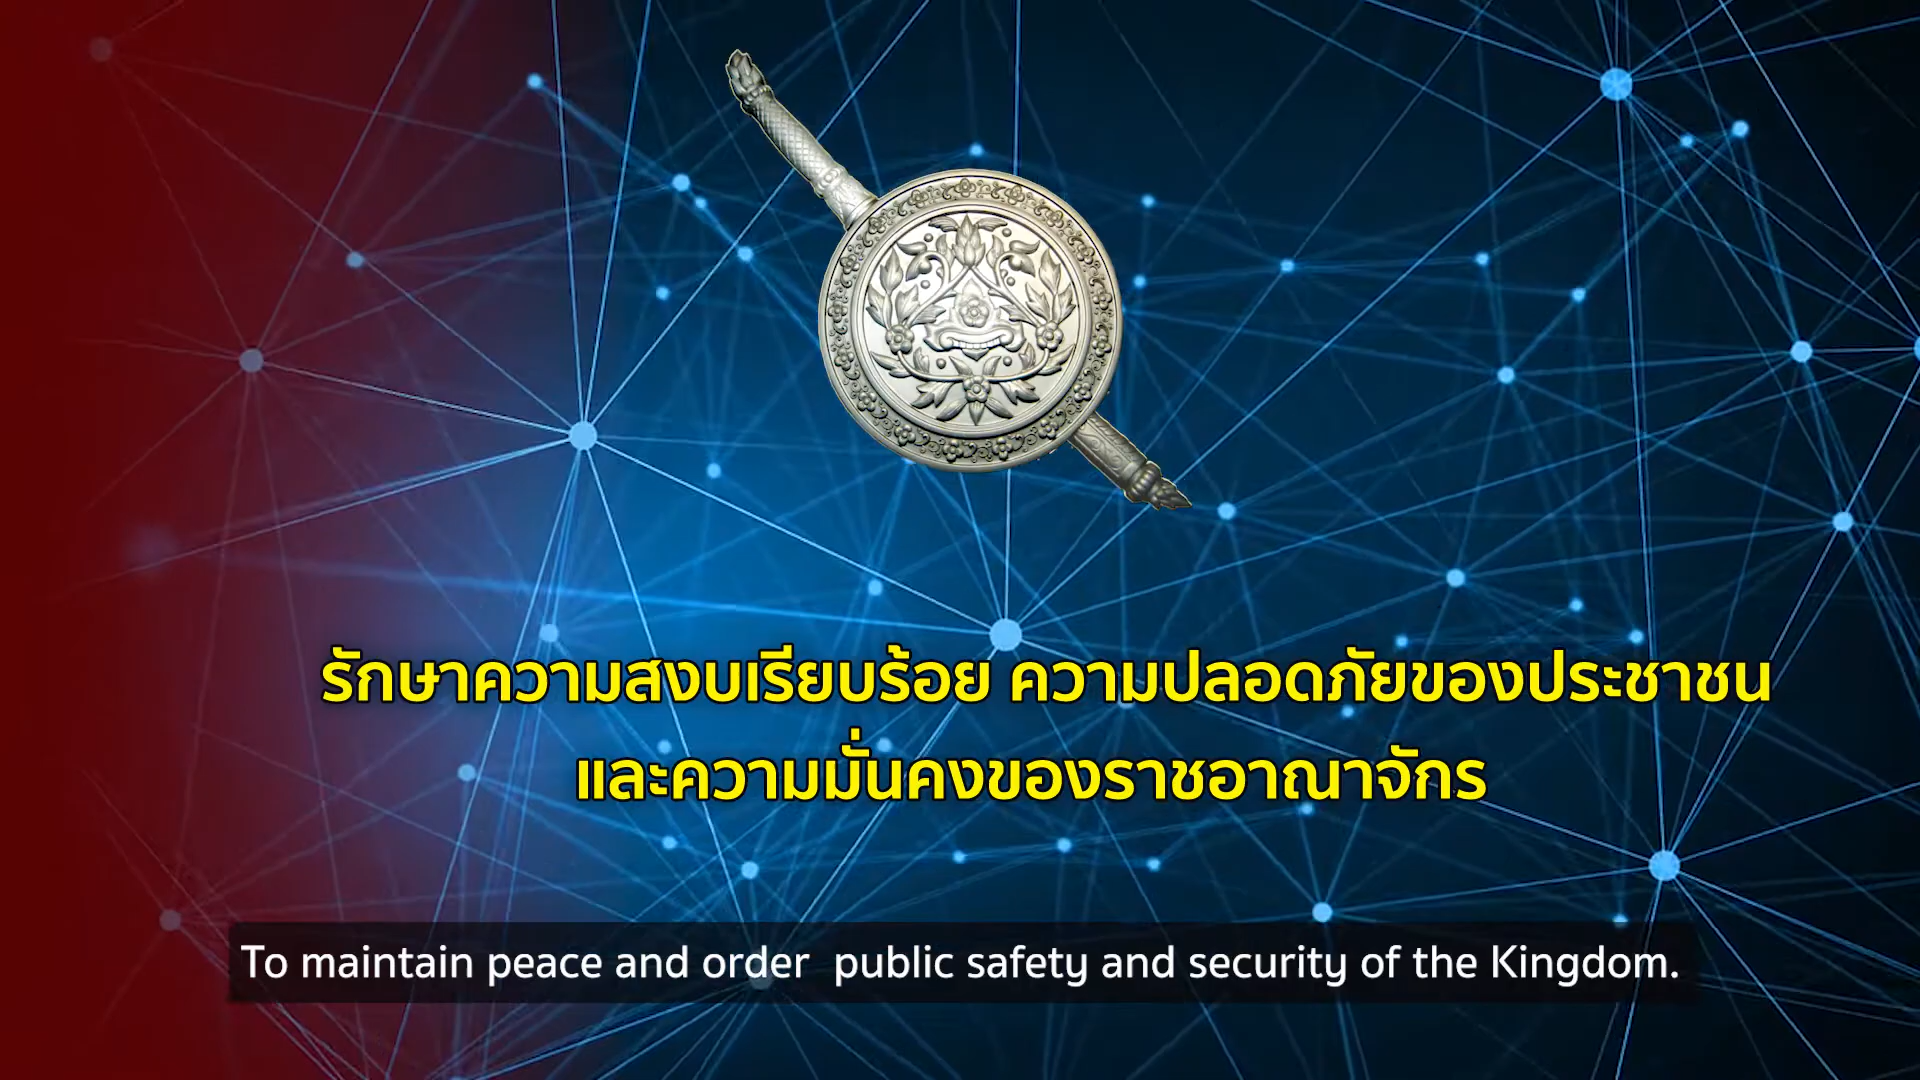 รักษาความสงบเรียบร้อย ความปลอดภัยของประชาชน
และความมั่นคงของราชอาณาจักร
To maintain peace and order  public safety and security of the Kingdom.